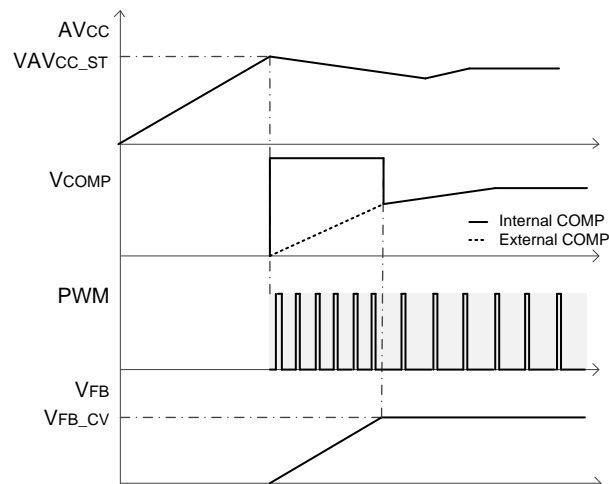 AVCC
VAVCC_ST
VCOMP
Internal COMP
External COMP
PWM
VFB
VFB_CV